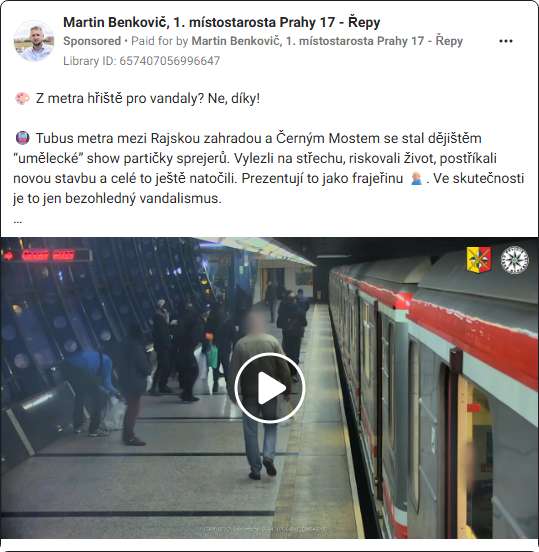 Martin Benkovič, 1. místostarosta Prahy 17 - Řepy
Sponsored • Paid for by Martin Benkovič, 1. místostarosta Prahy 17 - Řepy
Library ID: 657407056996647
Z metra hřiště pro vandaly? Ne, díky!
Tubus metra mezi Rajskou zahradou a Černým Mostem se stal dějištěm
“umělecké” show partičky sprejerů. Vylezli na střechu, riskovali život, postříkali
novou stavbu a celé to ještě natočili. Prezentují to jako frajeřinu. Ve skutečnosti
je to jen bezohledný vandalismus.
...